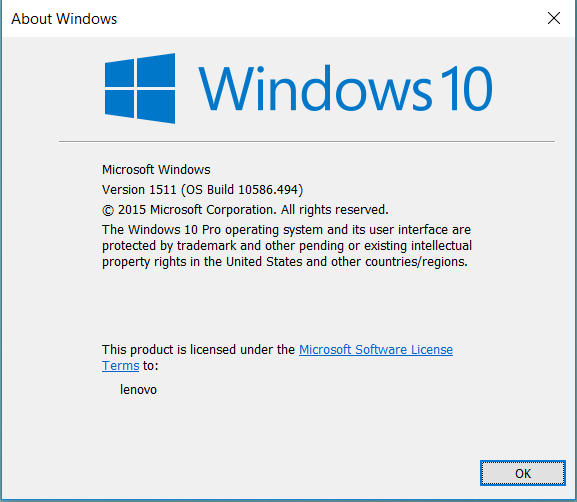 About Windows
Windows 10
Microsoft Windows
Version 1511 (OS Build 10586.494)
© 2015 Microsoft Corporation. All rights reserved.
The Windows 10 Pro operating system and its user interface are
protected by trademark and other pending or existing intellectual
property rights in the United States and other countries/regions.
This product is licensed under the Microsoft Software License
Terms to:
lenovo
OK